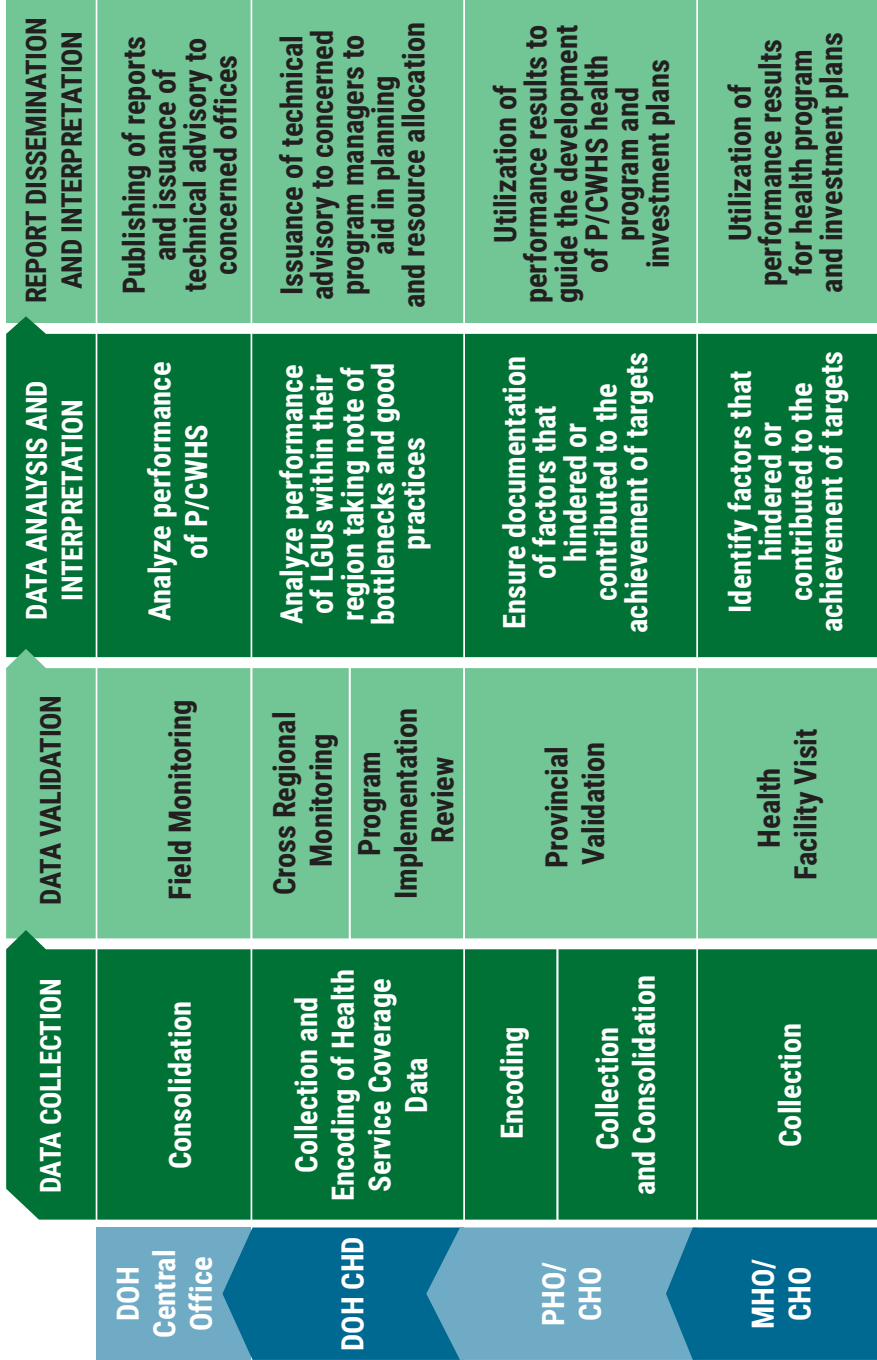 DATA COLLECTION
DATA VALIDATION
DATA ANALYSIS AND
INTERPRETATION
REPORT DISSEMINATION
AND INTERPRETATION
DOH
Central
Office
Consolidation
Field Monitoring
Analyze performance
of P/CWHS
Publishing of reports
and issuance of
technical advisory to
concerned offices
DOH CHD
Collection and
Encoding of Health
Service Coverage
Data
Cross Regional
Monitoring
Program
Implementation
Review
Analyze performance
of LGUs within their
region taking note of
bottlenecks and good
practices
Issuance of technical
advisory to concerned
program managers to
aid in planning
and resource allocation
PHO/
CHO
Encoding
Collection
and Consolidation
Provincial
Validation
Ensure documentation
of factors that
hindered or
contributed to the
achievement of targets
Utilization of
performance results to
guide the development
of P/CWHS health
program and
investment plans
MHO/
CHO
Collection
Health
Facility Visit
Identify factors that
hindered or
contributed to the
achievement of targets
Utilization of
performance results
for health program
and investment plans